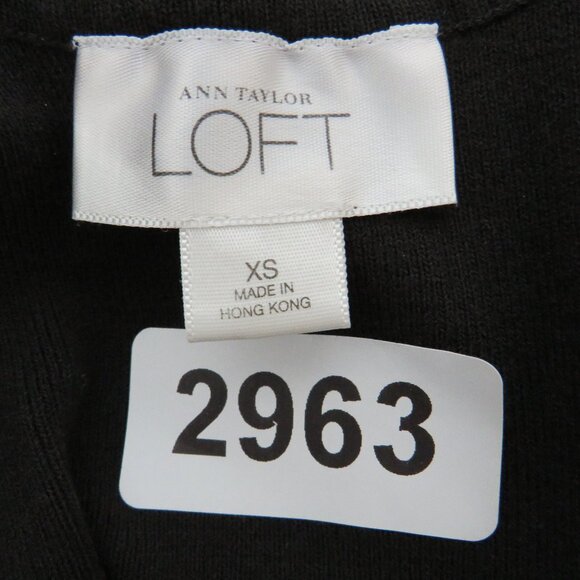 ANN TAYLOR
LOFT
XS
MADE IN
HONG KONG
2963